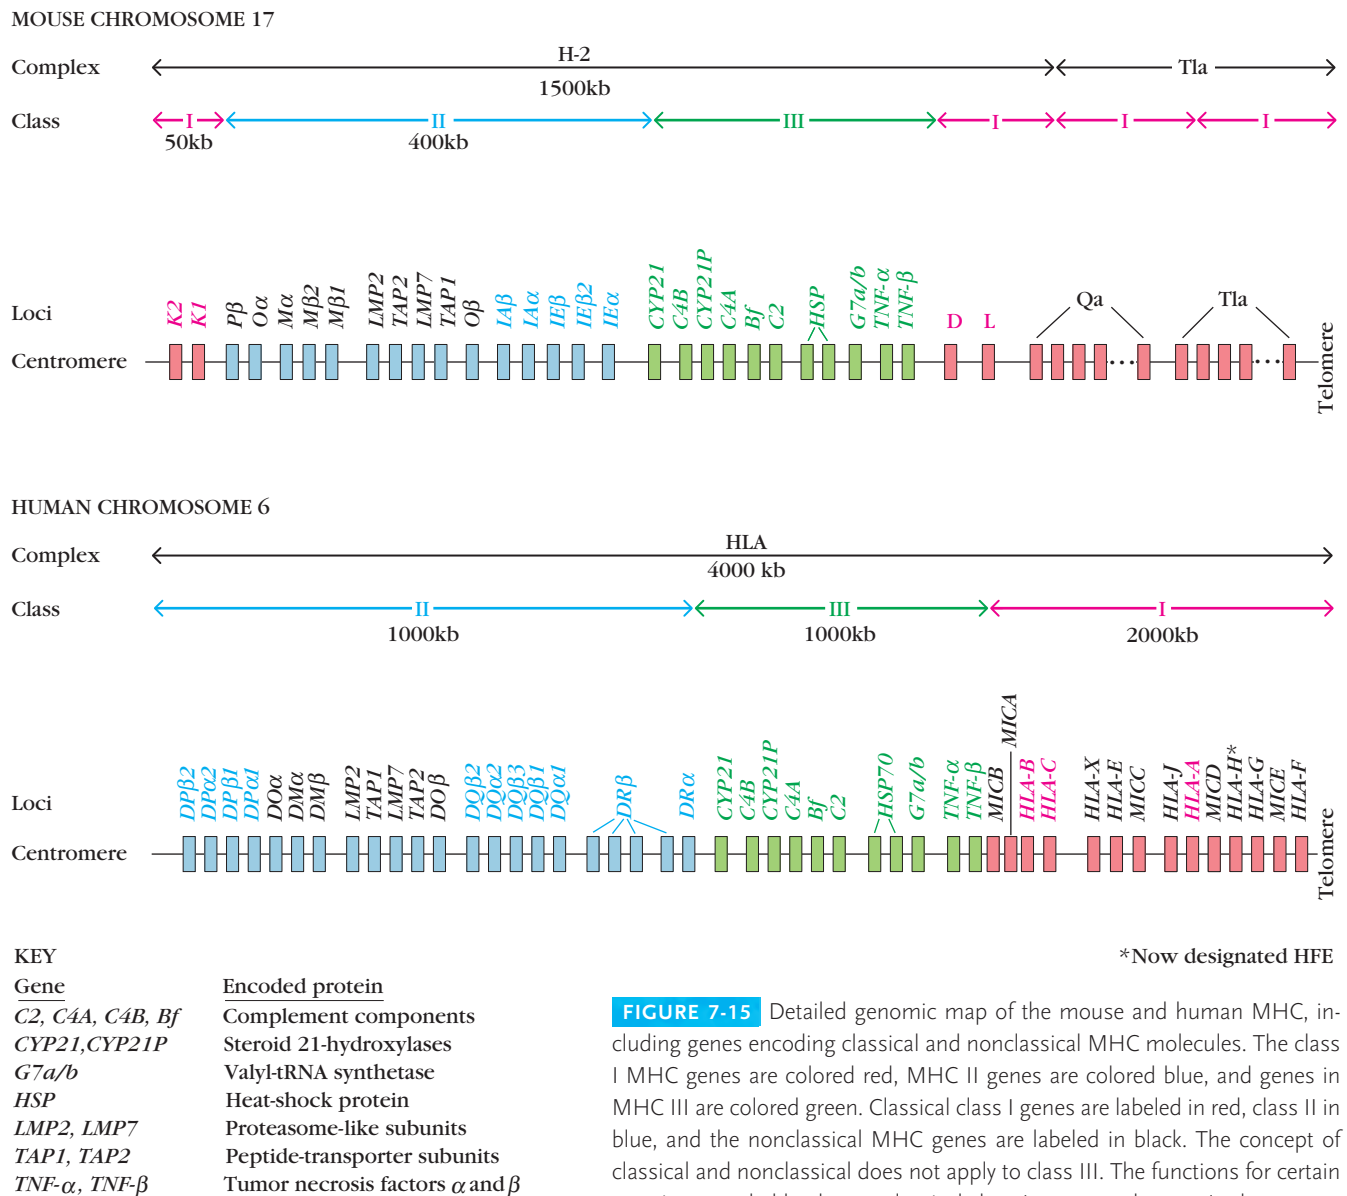 MOUSE CHROMOSOME 17
Complex H-2 Tla
1500kb
Class I II III I I I
50kb 400kb
Loci K2 K1 Pβ Oα Mα Mβ2 Mβ1 LMP2 TAP2 LMP7 TAP1 Oβ IAβ IAα IEβ IEβ2 IEα CYP21 C4B CYP21P C4A Bf C2 HSP G7a/b TNF-α TNF-β D L Qa Tla
Centromere Telomere
HUMAN CHROMOSOME 6
Complex HLA
4000 kb
Class II III I
1000kb 1000kb 2000kb
Loci DPβ2 DPα2 DPβ1 DPα1 DOα DMα DMβ LMP2 TAP1 LMP7 TAP2 DOβ DQβ2 DQα2 DQβ3 DQβ1 DQα1 DRβ DRα CYP21 C4B CYP21P C4A Bf C2 HSP70 G7a/b TNF-α TNF-β MICB MICA HLA-B HLA-C HLA-X HLA-E MICC HLA-J HLA-A MICD HLA-H* HLA-G MICE HLA-F
Centromere Telomere
*Now designated HFE
KEY
Gene Encoded protein
C2, C4A, C4B, Bf Complement components
CYP21,CYP21P Steroid 21-hydroxylases
G7a/b Valyl-tRNA synthetase
HSP Heat-shock protein
LMP2, LMP7 Proteasome-like subunits
TAP1, TAP2 Peptide-transporter subunits
TNF-α, TNF-β Tumor necrosis factors α and β
FIGURE 7-15 Detailed genomic map of the mouse and human MHC, in-
cluding genes encoding classical and nonclassical MHC molecules. The class
I MHC genes are colored red, MHC II genes are colored blue, and genes in
MHC III are colored green. Classical class I genes are labeled in red, class II in
blue, and the nonclassical MHC genes are labeled in black. The concept of
classical and nonclassical does not apply to class III. The functions for certain